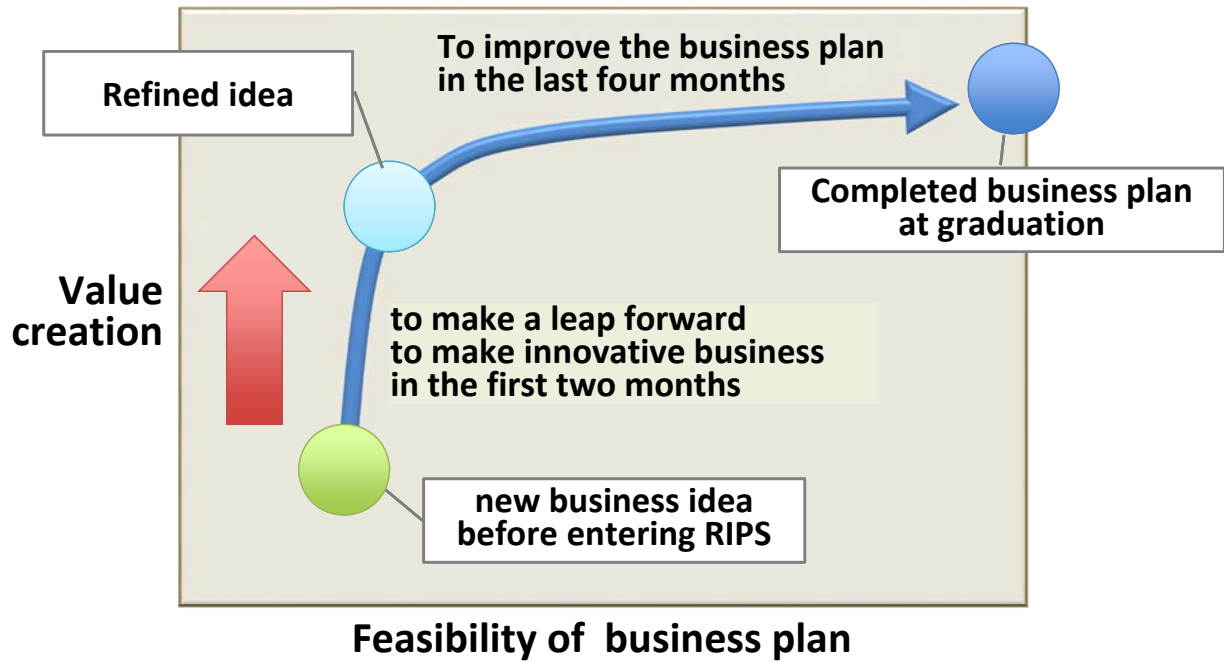 To improve the business plan
in the last four months
Refined idea
Completed business plan
at graduation
Value
creation
to make a leap forward
to make innovative business
in the first two months
new business idea
before entering RIPS
Feasibility of business plan